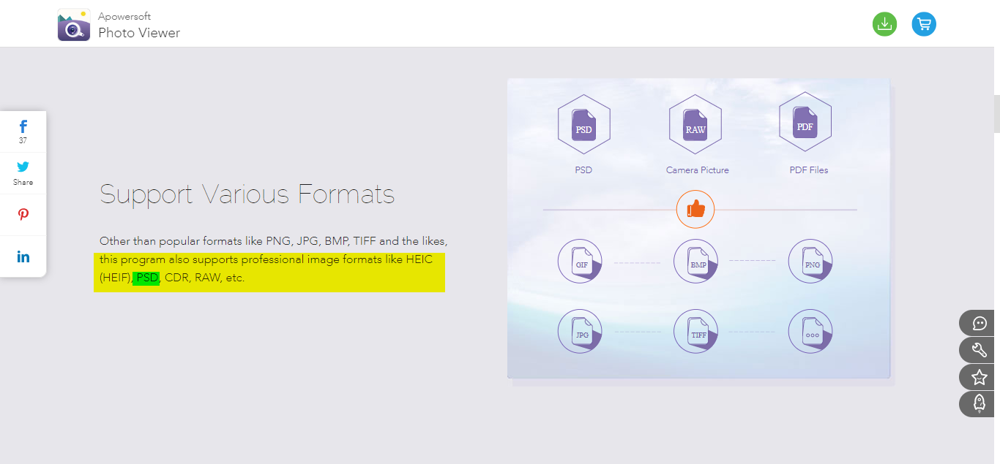 Apowersoft
Photo Viewer
37
Share
Support Various Formats
Other than popular formats like PNG, JPG, BMP, TIFF and the likes,
this program also supports professional image formats like HEIC
(HEIF), PSD, CDR, RAW, etc.
PSD
RAW
PDF
PSD
Camera Picture
PDF Files
GIF
BMP
PNG
JPG
TIFF